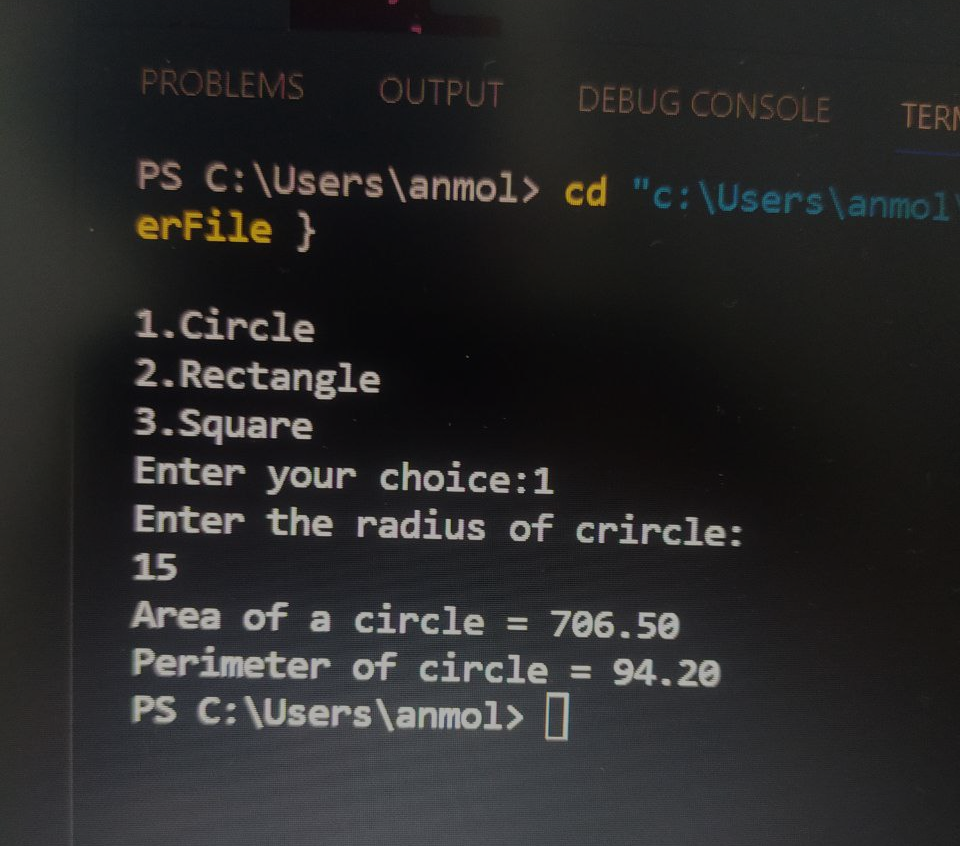 PROBLEMS OUTPUT DEBUG CONSOLE TERM
PS C:\Users\anmol> cd "c:\Users\anmol\
erFile }
1.Circle
2.Rectangle
3.Square
Enter your choice:1
Enter the radius of crircle:
15
Area of a circle = 706.50
Perimeter of circle = 94.20
PS C:\Users\anmol>